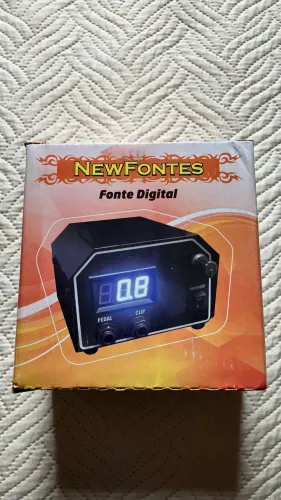 NEWFONTES
Fonte Digital
0.8
PEDAL
CLIP